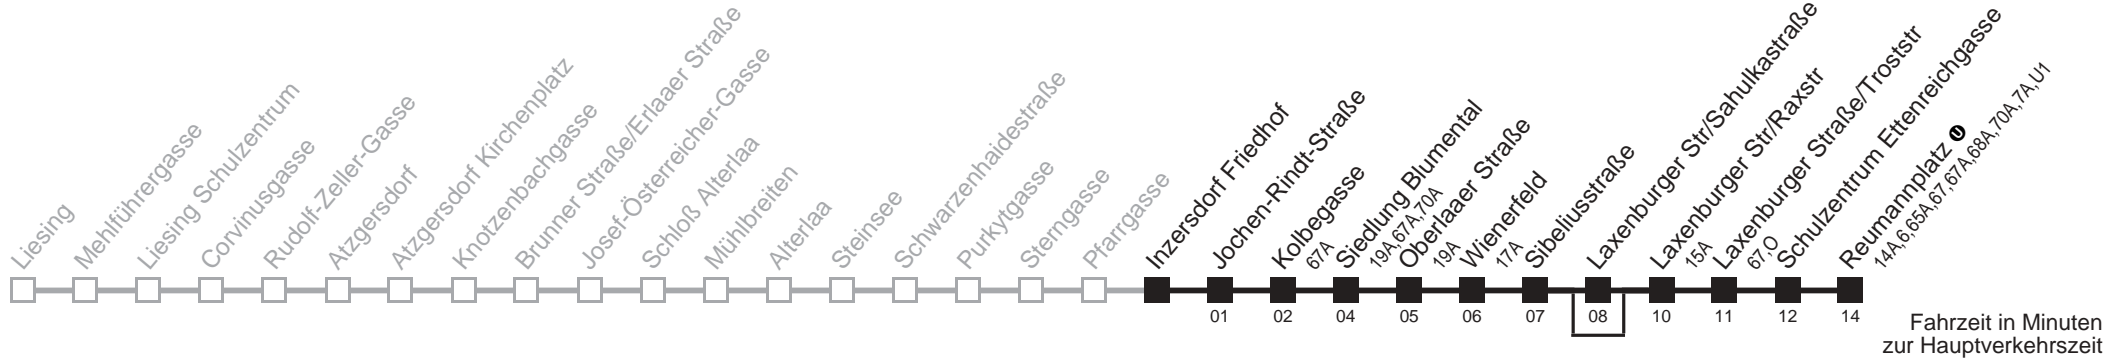 Liesing
Mehlführergasse
Liesing Schulzentrum
Corvinusgasse
Rudolf-Zeller-Gasse
Atzgersdorf
Atzgersdorf Kirchenplatz
Knotzenbachgasse
Brunner Straße/Erlaaer Straße
Josef-Österreicher-Gasse
Schloß Alterlaa
Mühlbreiten
Alterlaa
Steinsee
Schwarzenhaidestraße
Purkytgasse
Sterngasse
Pfarrgasse
Inzersdorf Friedhof
Jochen-Rindt-Straße
Kolbegasse
67A
Siedlung Blumental
19A,67A,70A
Oberlaaer Straße
19A
Wienerfeld
17A
Sibeliusstraße
Laxenburger Str/Sahulkastraße
Laxenburger Str/Raxstr
15A
Laxenburger Straße/Troststr
67,O
Schulzentrum Ettenreichgasse
Reumannplatz U
14A,6,65A,67,67A,68A,70A,7A,U1
01 02 04 05 06 07 08 10 11 12 14
Fahrzeit in Minuten
zur Hauptverkehrszeit